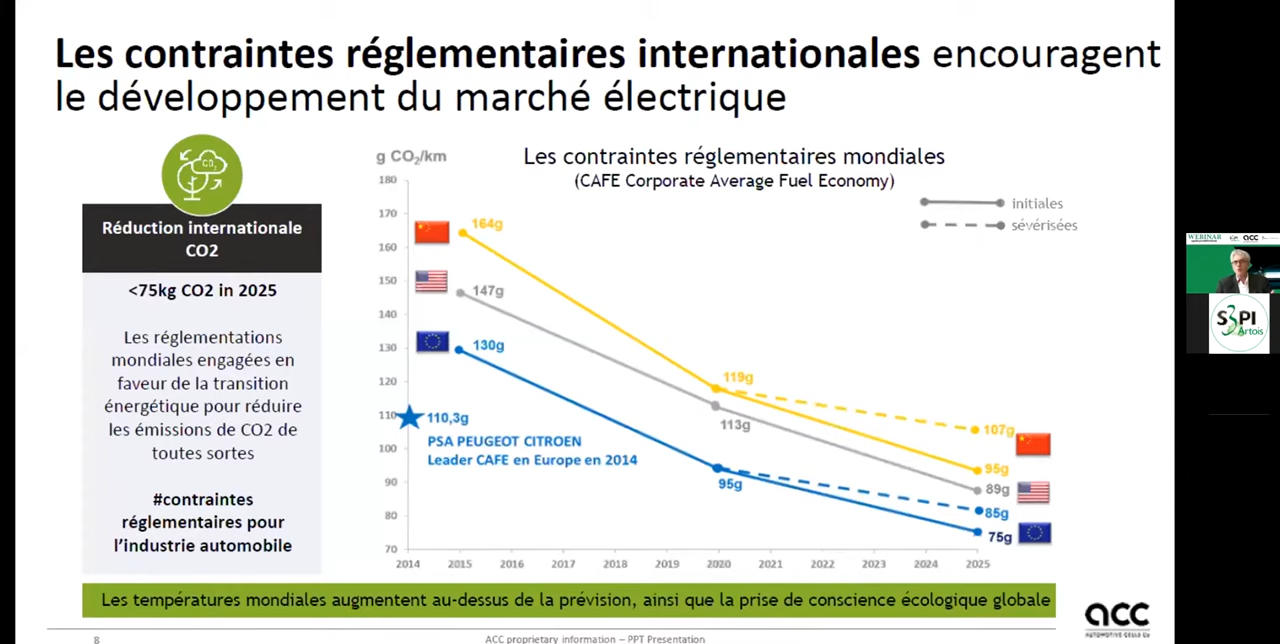 Les contraintes réglementaires internationales encouragent
le développement du marché électrique
CO2
Réduction internationale
CO2
<75kg CO2 in 2025
Les réglementations
mondiales engagées en
faveur de la transition
énergétique pour réduire
les émissions de CO2 de
toutes sortes
#contraintes
réglementaires pour
l'industrie automobile
g CO2/km
Les contraintes réglementaires mondiales
(CAFE Corporate Average Fuel Economy)
initiales
sévérisées
180
170
160
150
140
130
120
110
100
90
80
70
164g
147g
130g
110,3g
PSA PEUGEOT CITROEN
Leader CAFE en Europe en 2014
119g
113g
95g
107g
95g
89g
85g
75g
2014 2015 2016 2017 2018 2019 2020 2021 2022 2023 2024 2025
Les températures mondiales augmentent au-dessus de la prévision, ainsi que la prise de conscience écologique globale
8
ACC proprietary information – PPT Presentation
acc
AUTOMOTIVE CELLS Co
WEBINAR
acc
S3PI
Artois